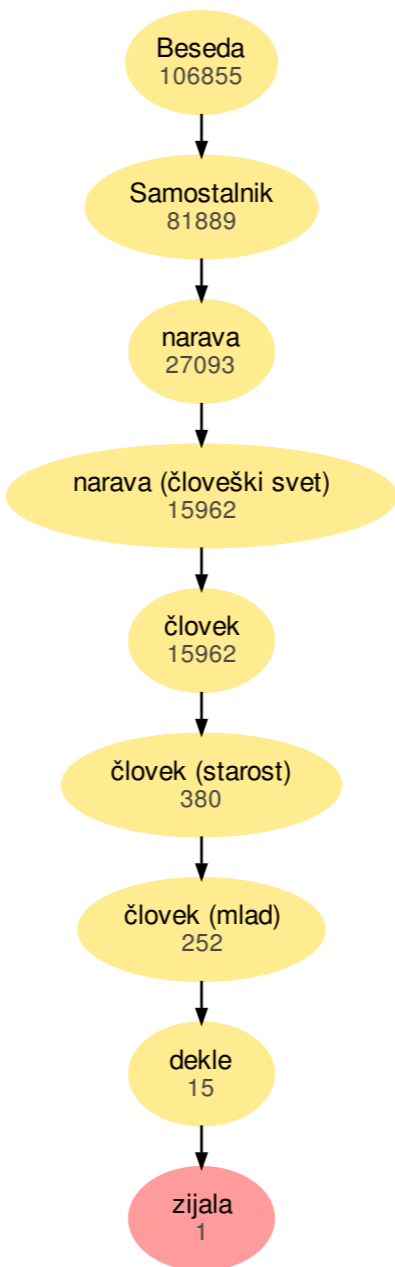 Beseda
106855
Samostalnik
81889
narava
27093
narava (človeški svet)
15962
človek
15962
človek (starost)
380
človek (mlad)
252
dekle
15
zijala
1